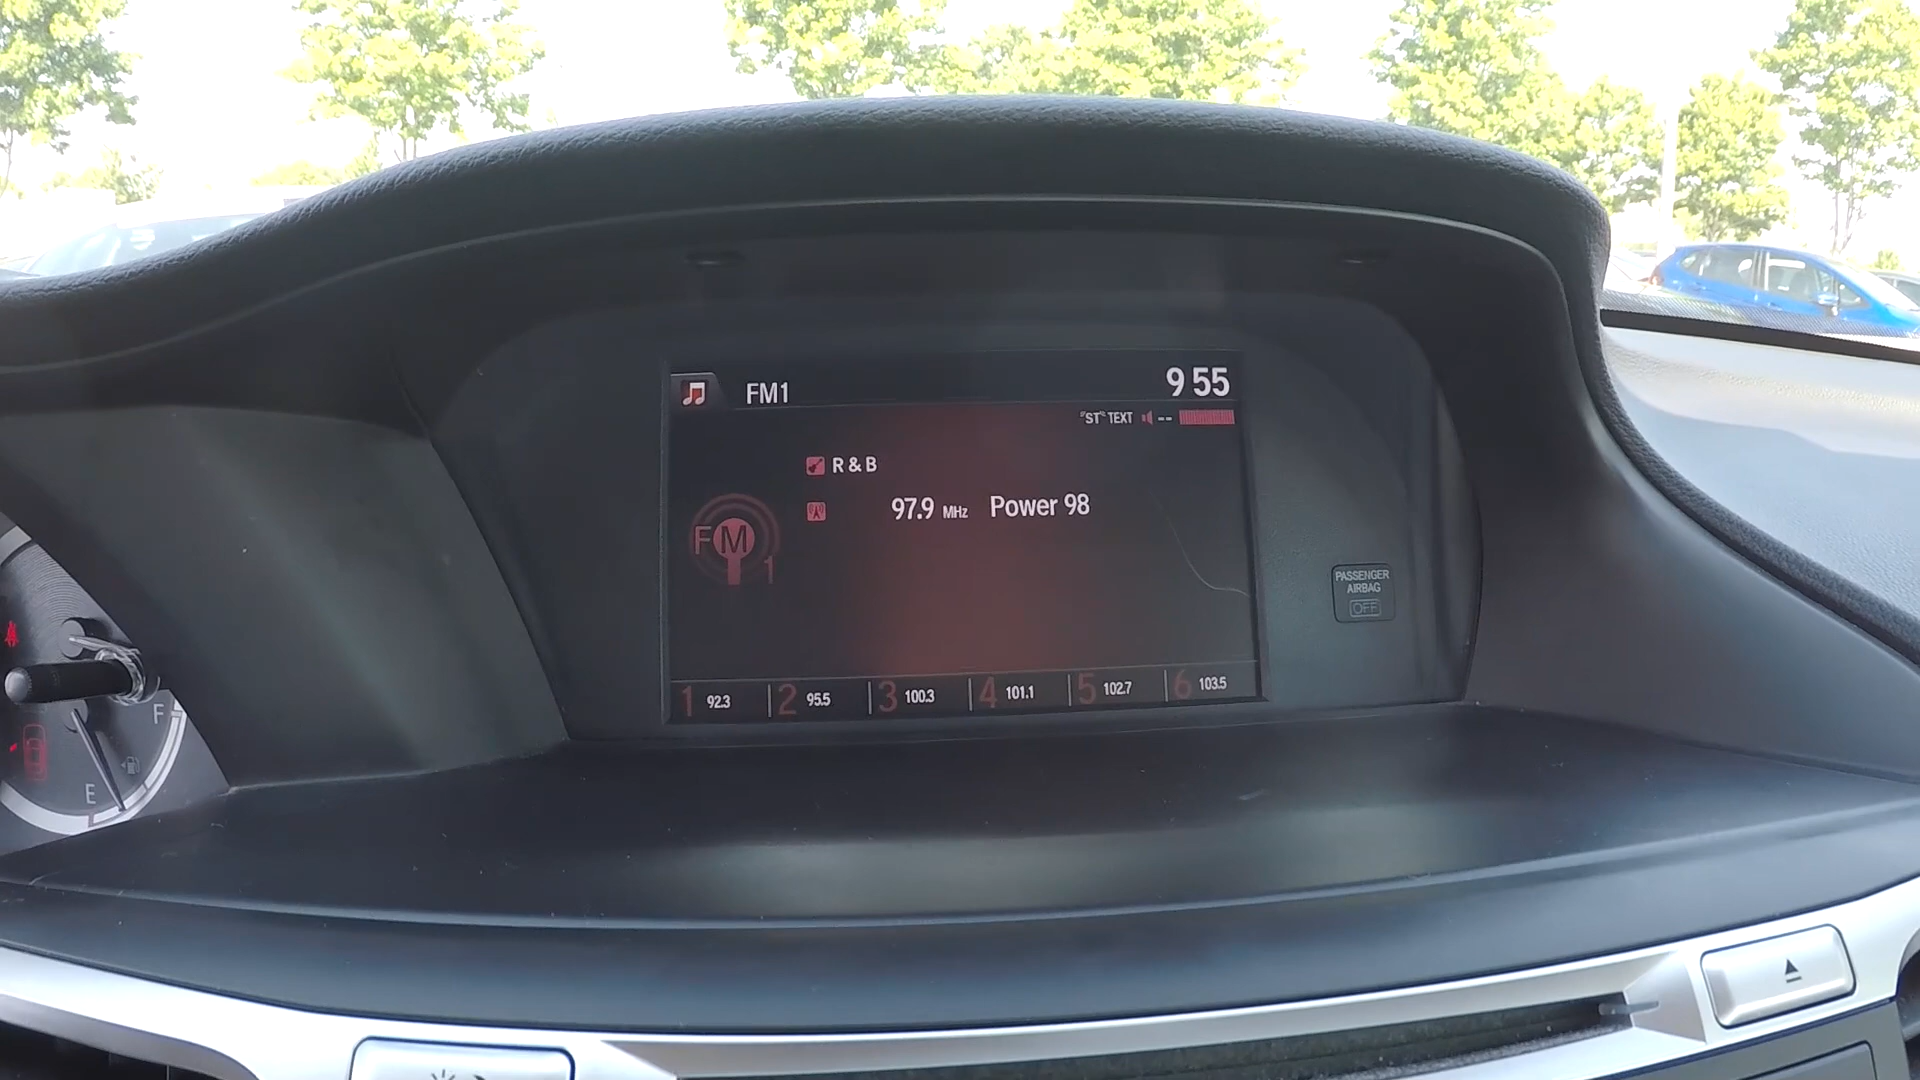 FM1
9 55
"ST" TEXT --
R & B
97.9 MHz Power 98
FM 1
1 92.3 2 95.5 3 100.3 4 101.1 5 102.7 6 103.5
PASSENGER
AIRBAG
OFF
F
E